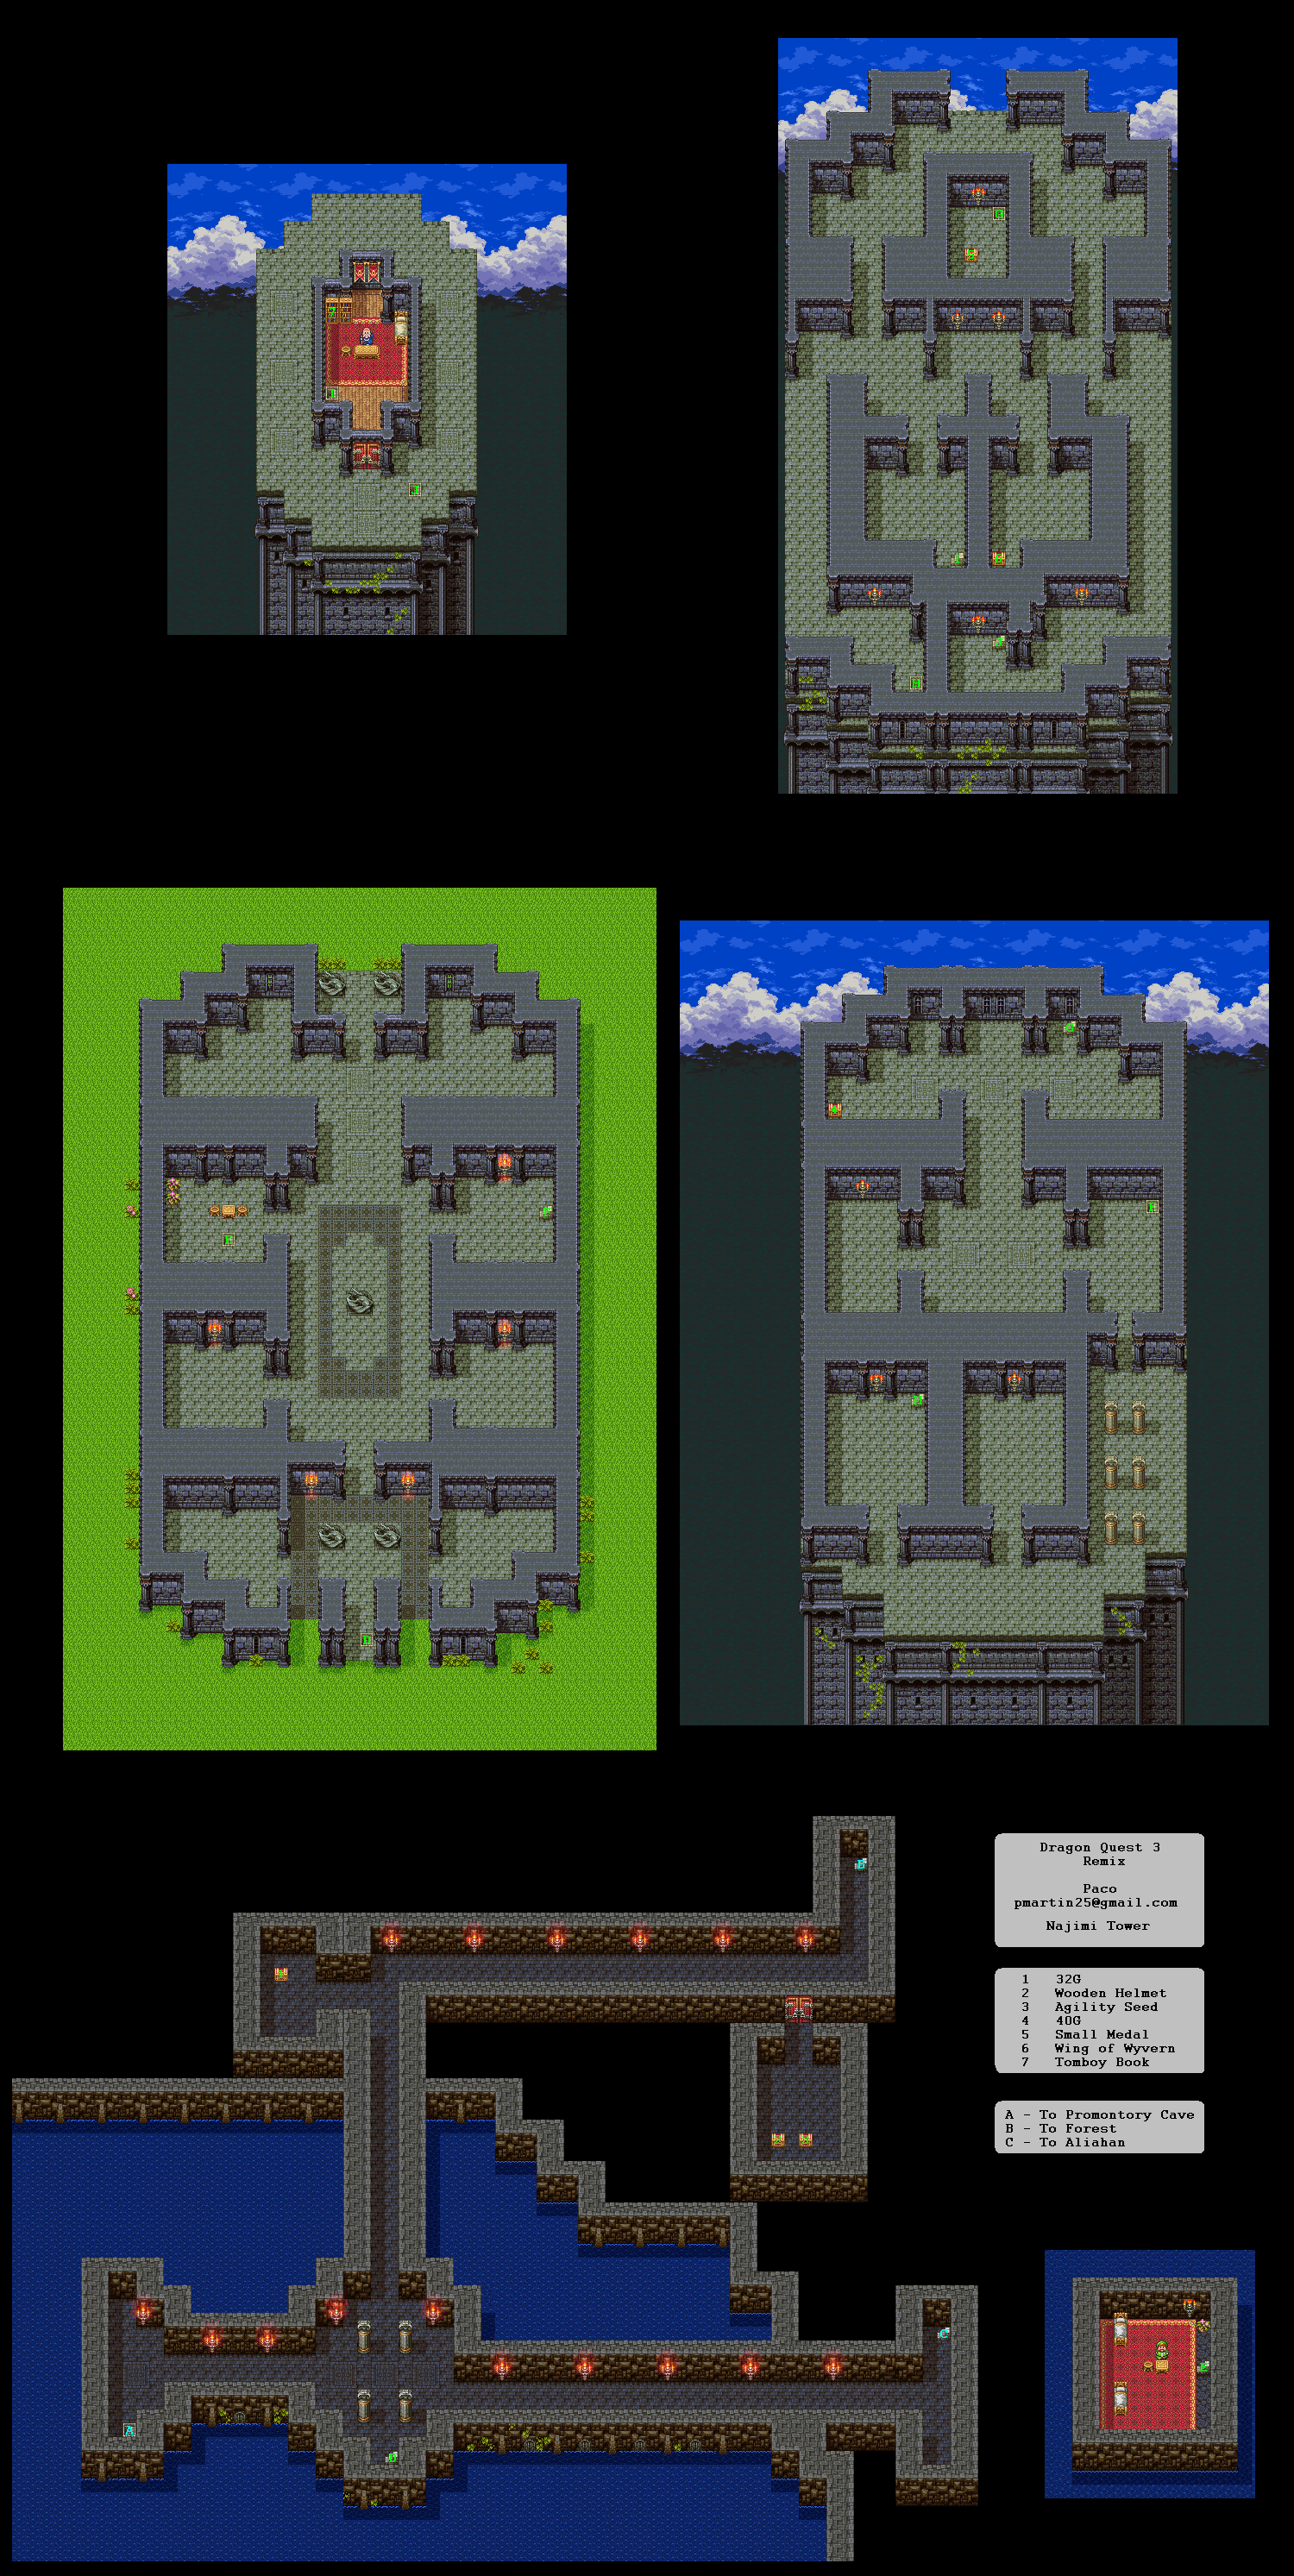 Dragon Quest 3
Remix
Paco
pmartin25@gmail.com
Najimi Tower
1 32G
2 Wooden Helmet
3 Agility Seed
4 40G
5 Small Medal
6 Wing of Wyvern
7 Tomboy Book
A - To Promontory Cave
B - To Forest
C - To Aliahan